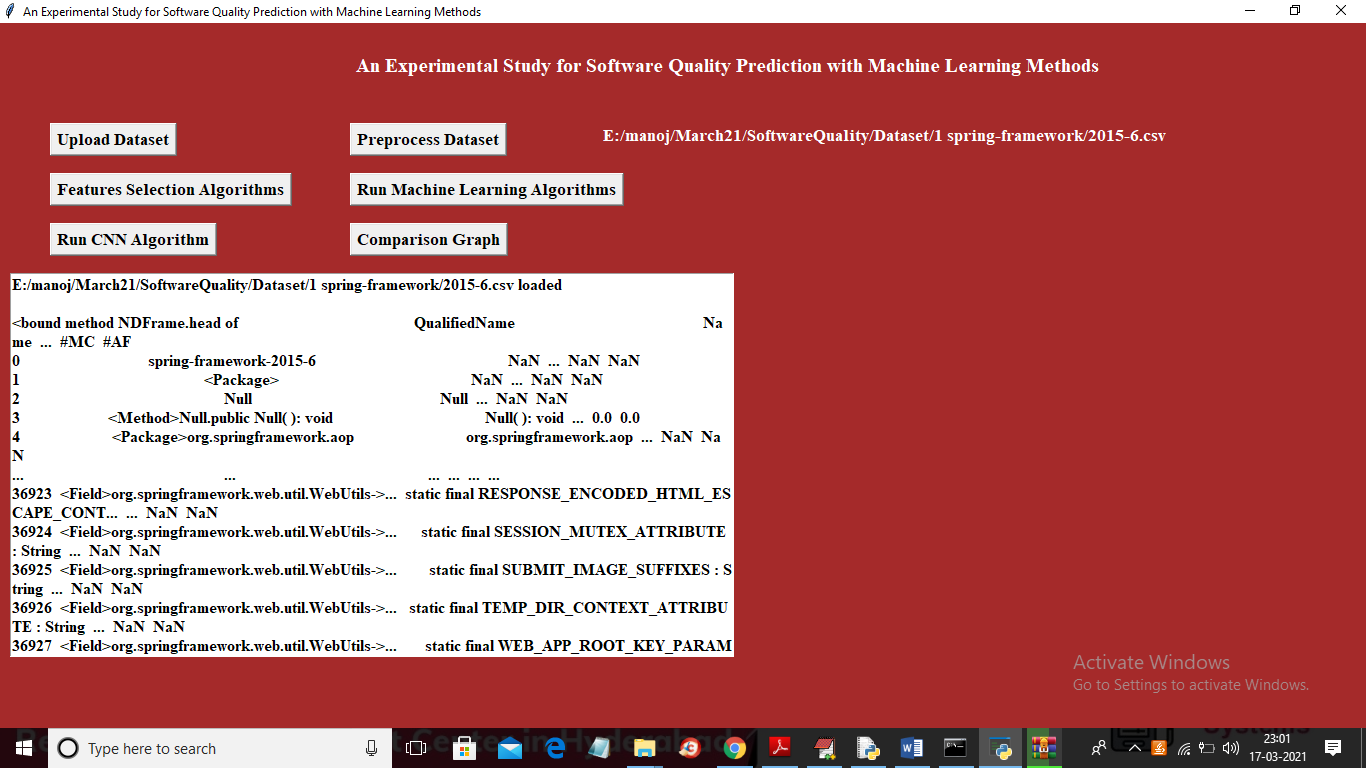 An Experimental Study for Software Quality Prediction with Machine Learning Methods
An Experimental Study for Software Quality Prediction with Machine Learning Methods
Upload Dataset
Preprocess Dataset
E:/manoj/March21/SoftwareQuality/Dataset/1 spring-framework/2015-6.csv
Features Selection Algorithms
Run Machine Learning Algorithms
Run CNN Algorithm
Comparison Graph
E:/manoj/March21/SoftwareQuality/Dataset/1 spring-framework/2015-6.csv loaded
<bound method NDFrame.head of QualifiedName Na
me ... #MC #AF
0 spring-framework-2015-6 NaN ... NaN NaN
1 <Package> NaN ... NaN NaN
2 Null Null ... NaN NaN
3 <Method>Null.public Null( ): void Null( ): void ... 0.0 0.0
4 <Package>org.springframework.aop org.springframework.aop ... NaN Na
N
... ... ... ... ... ...
36923 <Field>org.springframework.web.util.WebUtils->... static final RESPONSE_ENCODED_HTML_ES
CAPE_CONT... ... NaN NaN
36924 <Field>org.springframework.web.util.WebUtils->... static final SESSION_MUTEX_ATTRIBUTE
: String ... NaN NaN
36925 <Field>org.springframework.web.util.WebUtils->... static final SUBMIT_IMAGE_SUFFIXES : S
tring ... NaN NaN
36926 <Field>org.springframework.web.util.WebUtils->... static final TEMP_DIR_CONTEXT_ATTRIBU
TE : String ... NaN NaN
36927 <Field>org.springframework.web.util.WebUtils->... static final WEB_APP_ROOT_KEY_PARAM
Activate Windows
Go to Settings to activate Windows.
Type here to search
23:01
17-03-2021